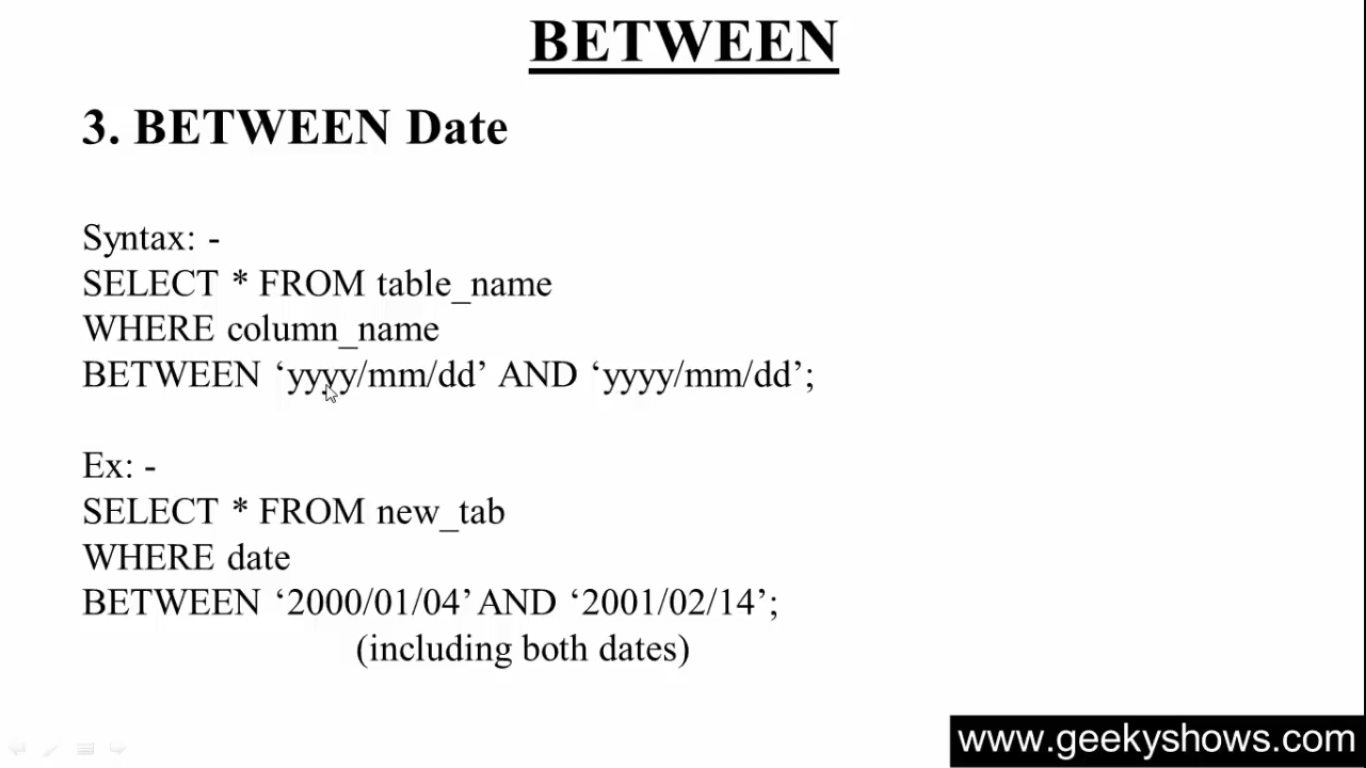 BETWEEN
3. BETWEEN Date
Syntax: -
SELECT * FROM table_name
WHERE column_name
BETWEEN ‘yyyy/mm/dd’ AND ‘yyyy/mm/dd’;
Ex: -
SELECT * FROM new_tab
WHERE date
BETWEEN ‘2000/01/04’ AND ‘2001/02/14’;
(including both dates)
www.geekyshows.com